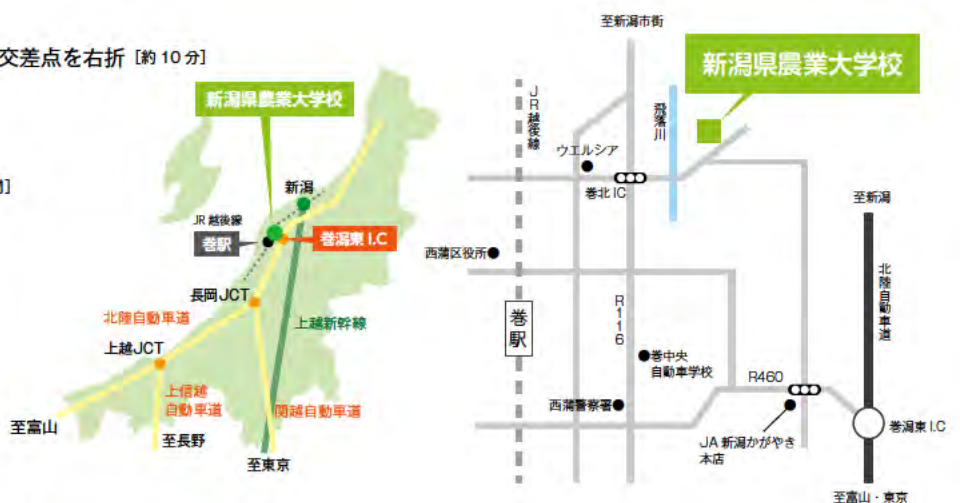 交差点を右折 [約10分]
新潟県農業大学校
新潟
JR越後線
巻駅
巻潟東I.C
長岡JCT
北陸自動車道
上越新幹線
上越JCT
上信越
自動車道
関越自動車道
至富山
至長野
至東京
至新潟市街
新潟県農業大学校
JR越後線
飛落川
ウエルシア
巻北IC
至新潟
西蒲区役所
北陸自動車道
R116
巻駅
巻中央
自動車学校
R460
西蒲警察署
JA新潟かがやき
本店
巻潟東I.C
至富山・東京